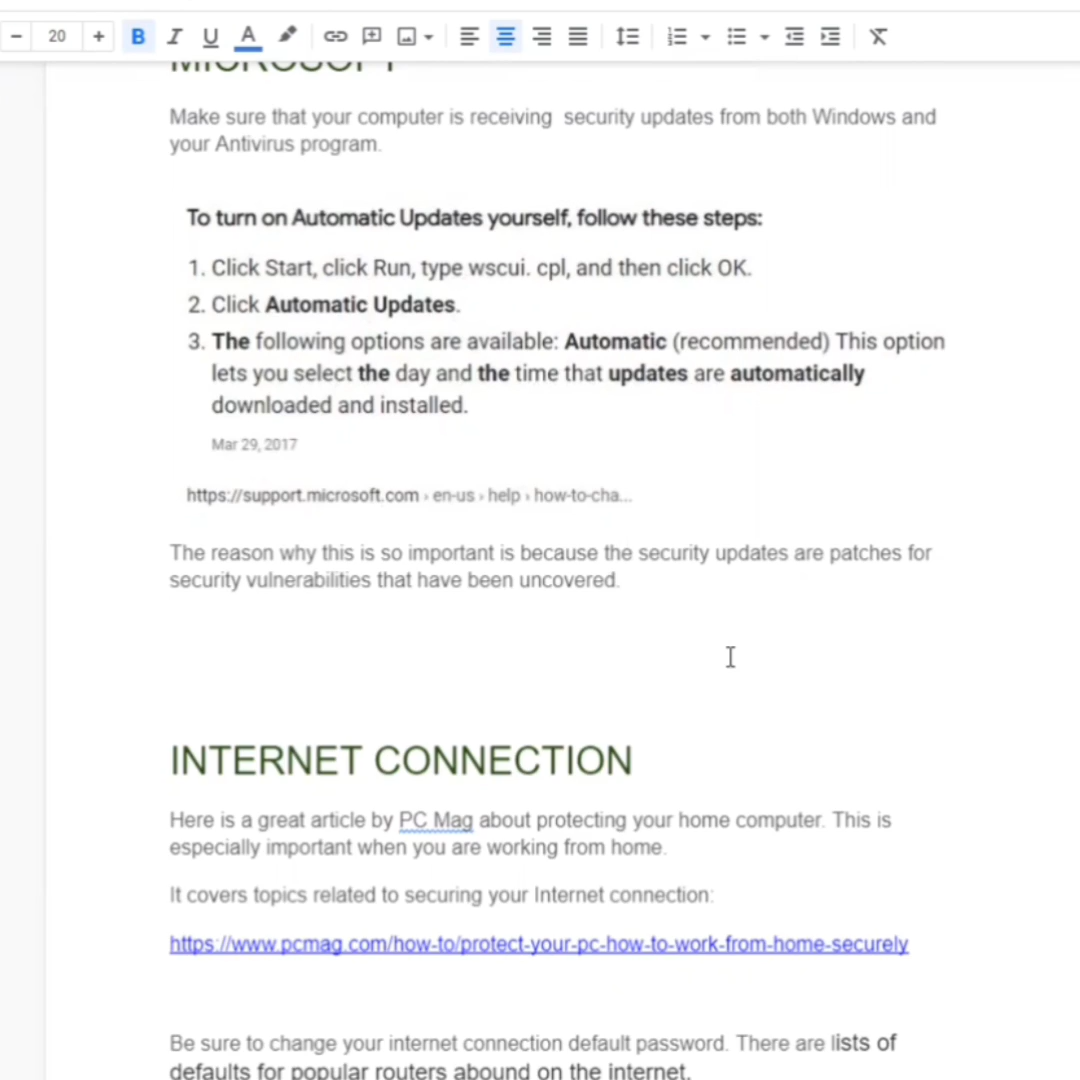 20
B I U A
MICROSOFT
Make sure that your computer is receiving  security updates from both Windows and
your Antivirus program.
To turn on Automatic Updates yourself, follow these steps:
1. Click Start, click Run, type wscui. cpl, and then click OK.
2. Click Automatic Updates.
3. The following options are available: Automatic (recommended) This option
lets you select the day and the time that updates are automatically
downloaded and installed.
Mar 29, 2017
https://support.microsoft.com › en-us › help › how-to-cha...
The reason why this is so important is because the security updates are patches for
security vulnerabilities that have been uncovered.
INTERNET CONNECTION
Here is a great article by PC Mag about protecting your home computer. This is
especially important when you are working from home.
It covers topics related to securing your Internet connection:
https://www.pcmag.com/how-to/protect-your-pc-how-to-work-from-home-securely
Be sure to change your internet connection default password. There are lists of
defaults for popular routers abound on the internet.